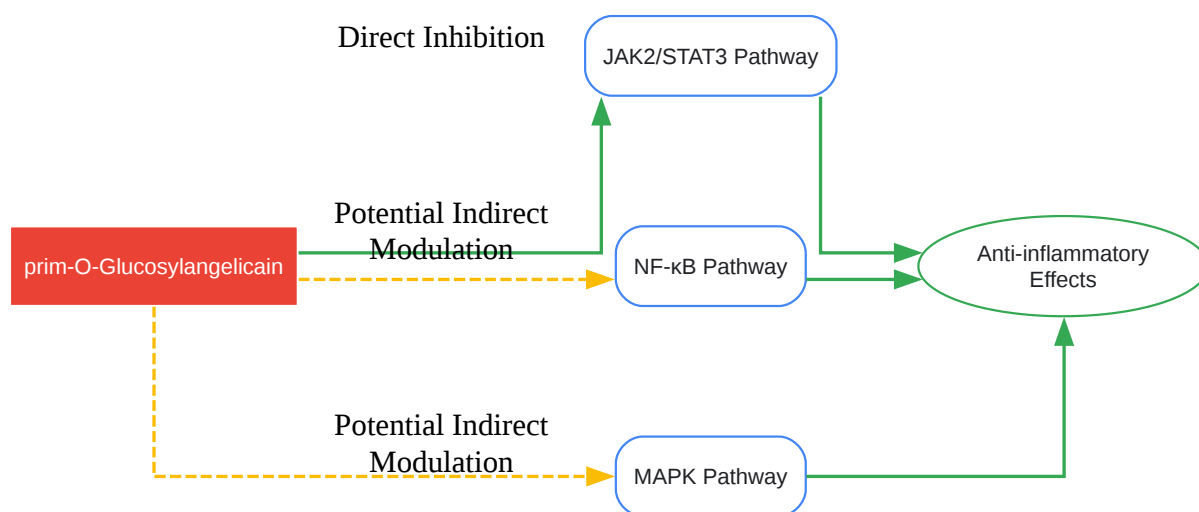 Direct Inhibition
JAK2/STAT3 Pathway
Potential Indirect
Modulation
prim-O-Glucosylangelicain
NF-κB Pathway
Anti-inflammatory
Effects
Potential Indirect
Modulation
MAPK Pathway